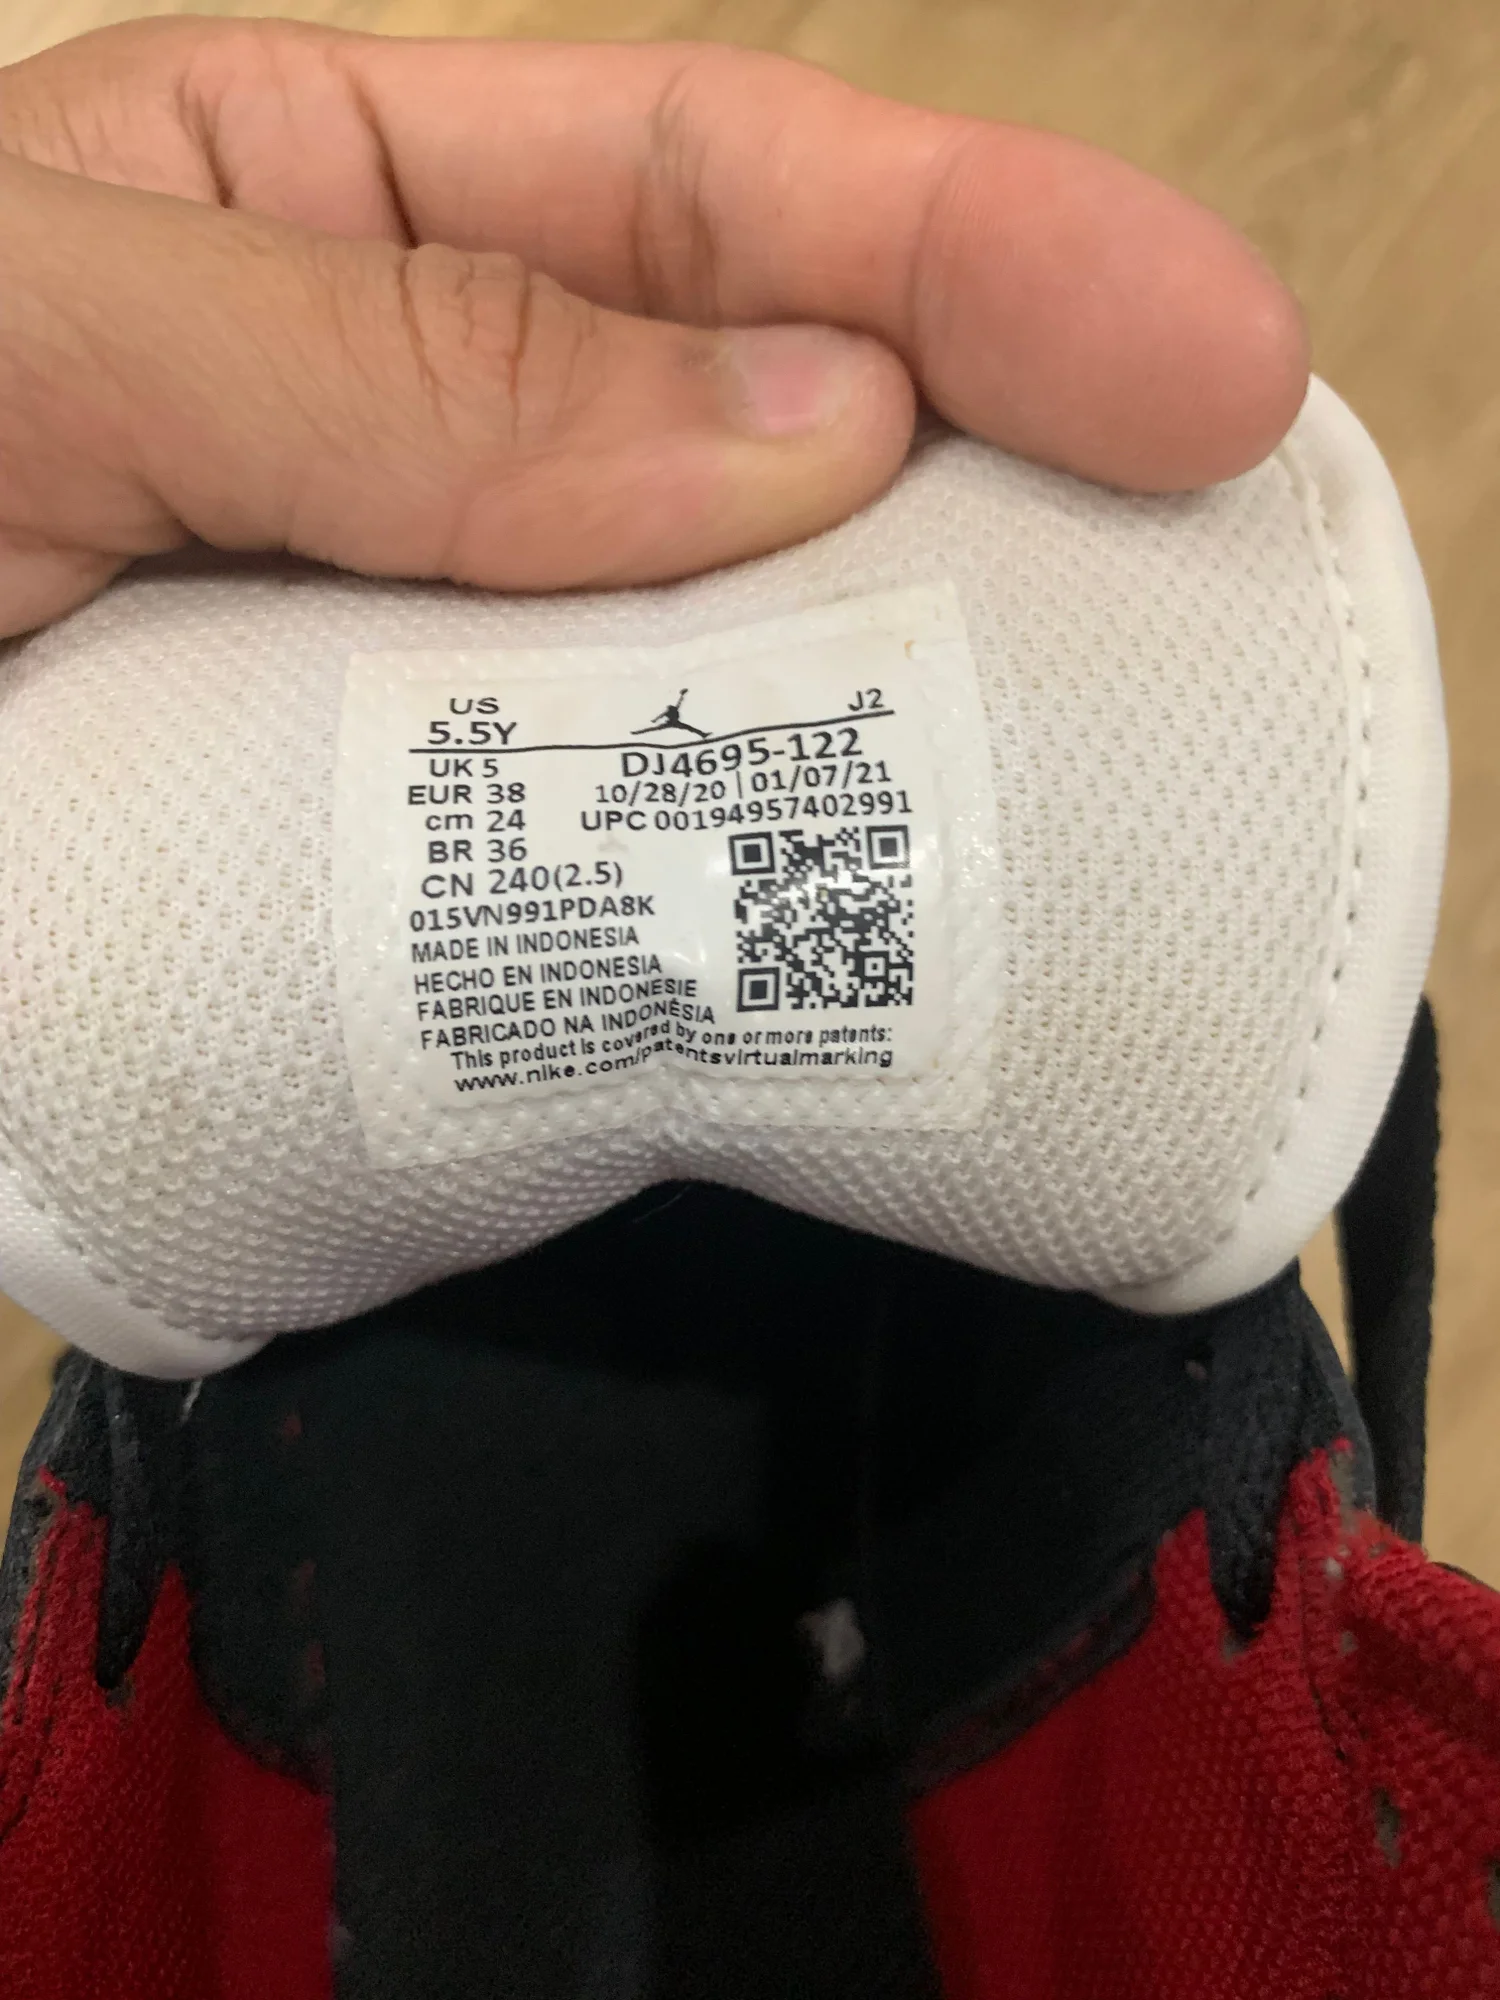 US J2
5.5Y
UK 5 DJ4695-122
EUR 38 10/28/20 | 01/07/21
cm 24 UPC 00194957402991
BR 36
CN 240(2.5)
015VN991PDA8K
MADE IN INDONESIA
HECHO EN INDONESIA
FABRIQUE EN INDONESIE
FABRICADO NA INDONÉSIA
This product is covered by one or more patents:
www.nike.com/patentsvirtualmarking